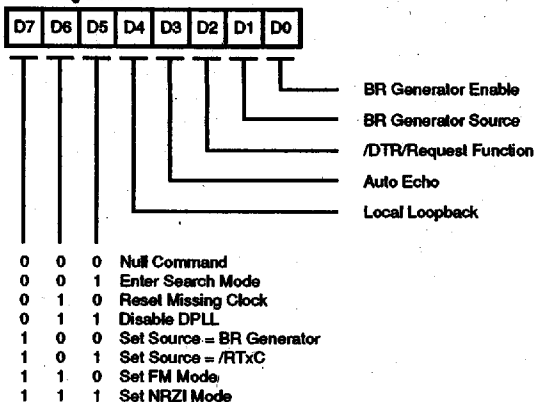 D7 D6 D5 D4 D3 D2 D1 D0
BR Generator Enable
BR Generator Source
/DTR/Request Function
Auto Echo
Local Loopback
0 0 0 Null Command
0 0 1 Enter Search Mode
0 1 0 Reset Missing Clock
0 1 1 Disable DPLL
1 0 0 Set Source = BR Generator
1 0 1 Set Source = /RTxC
1 1 0 Set FM Mode
1 1 1 Set NRZI Mode